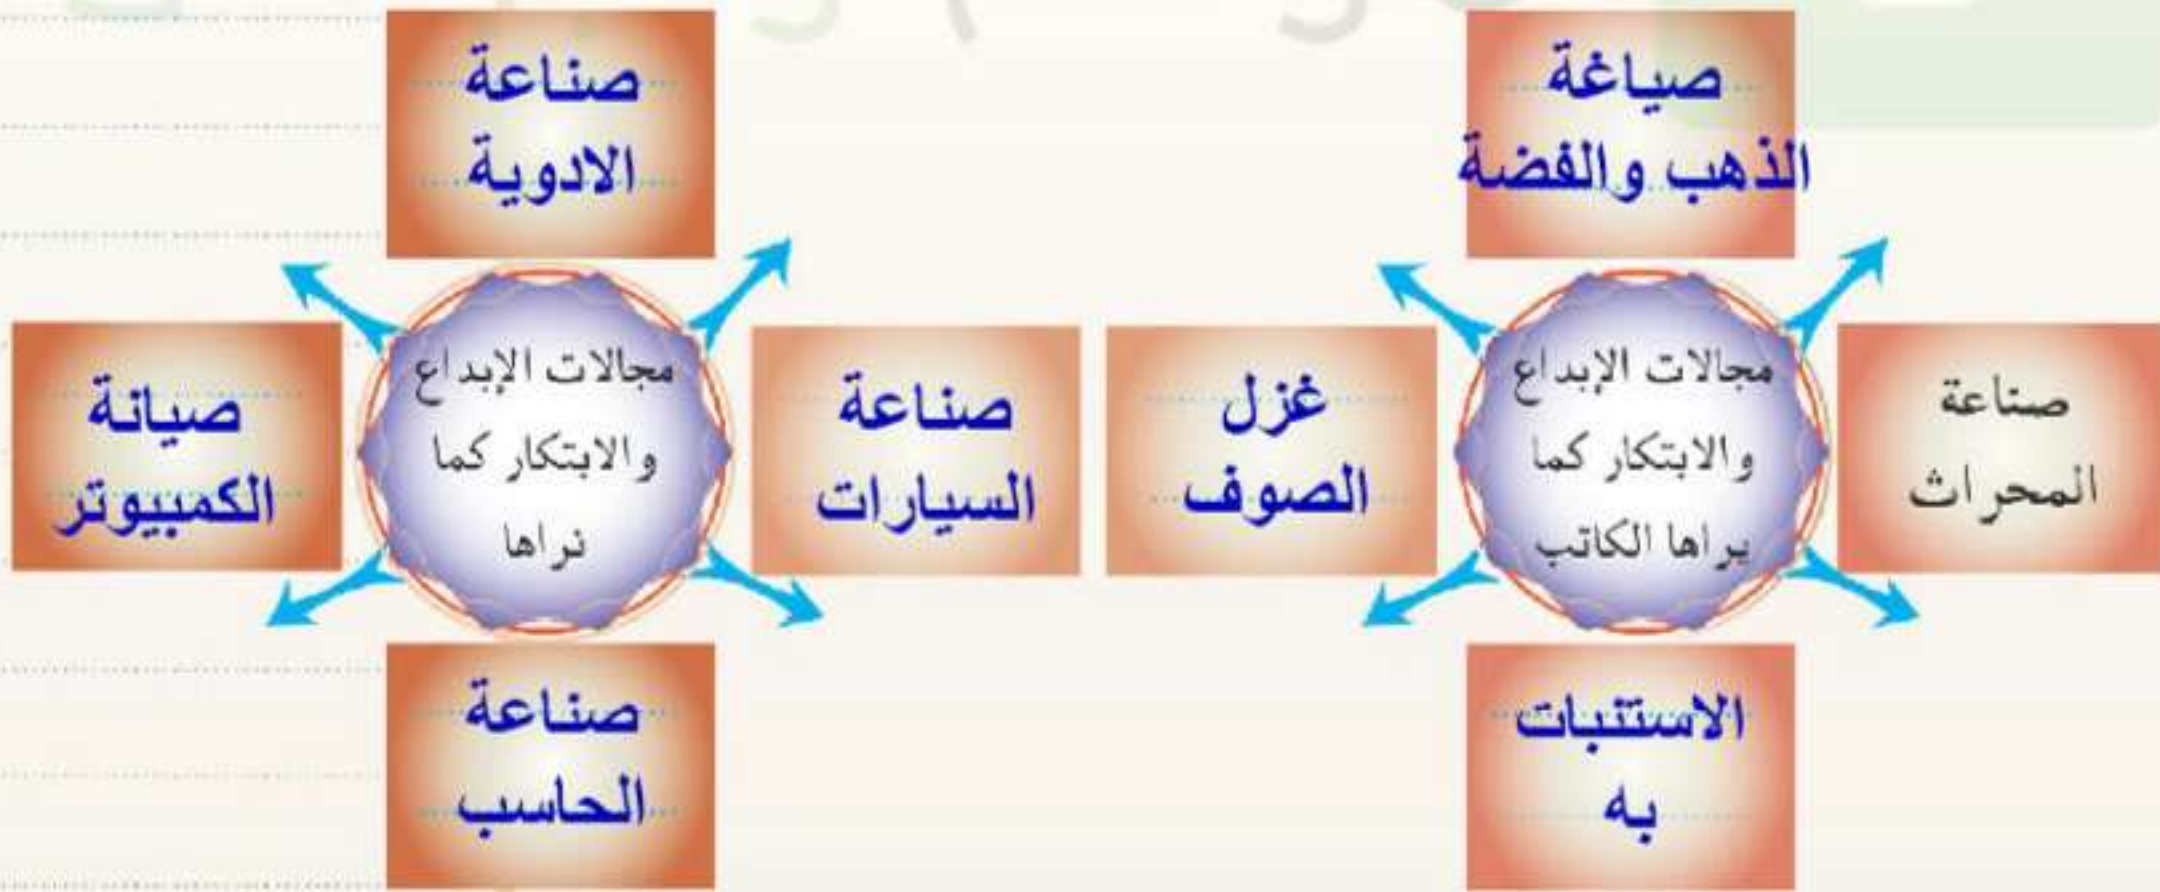 صياغة
الذهب والفضة
مجالات الإبداع
والابتكار كما
يراها الكاتب
صناعة
المحراث
غزل
الصوف
الاستنبات
به
صناعة
الادوية
مجالات الإبداع
والابتكار كما
نراها
صناعة
السيارات
صيانة
الكمبيوتر
صناعة
الحاسب